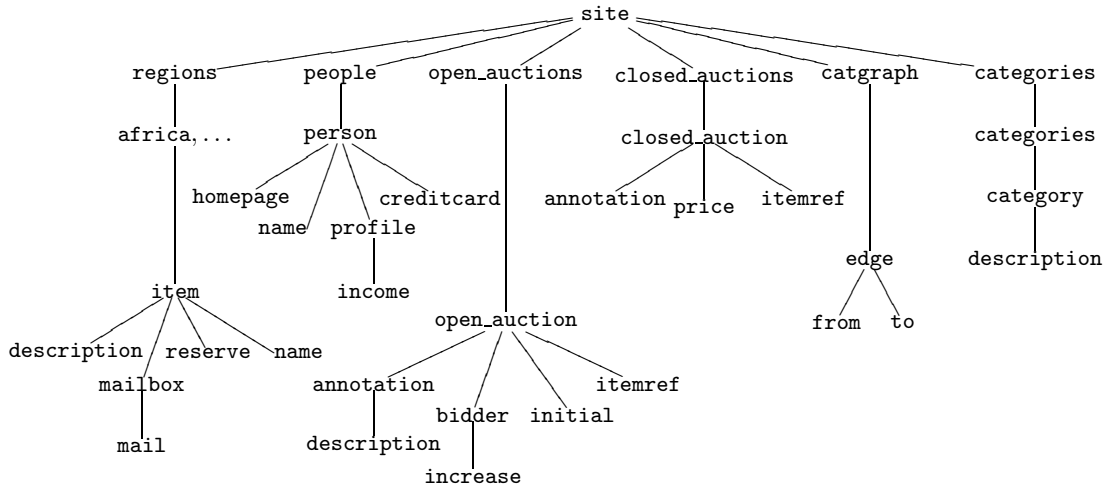 site
regions people open_auctions closed_auctions catgraph categories
africa, ... person closed_auction categories
homepage creditcard annotation price itemref category
name profile
edge description
item income
open_auction from to
description reserve name
mailbox annotation itemref
bidder initial
mail description
increase